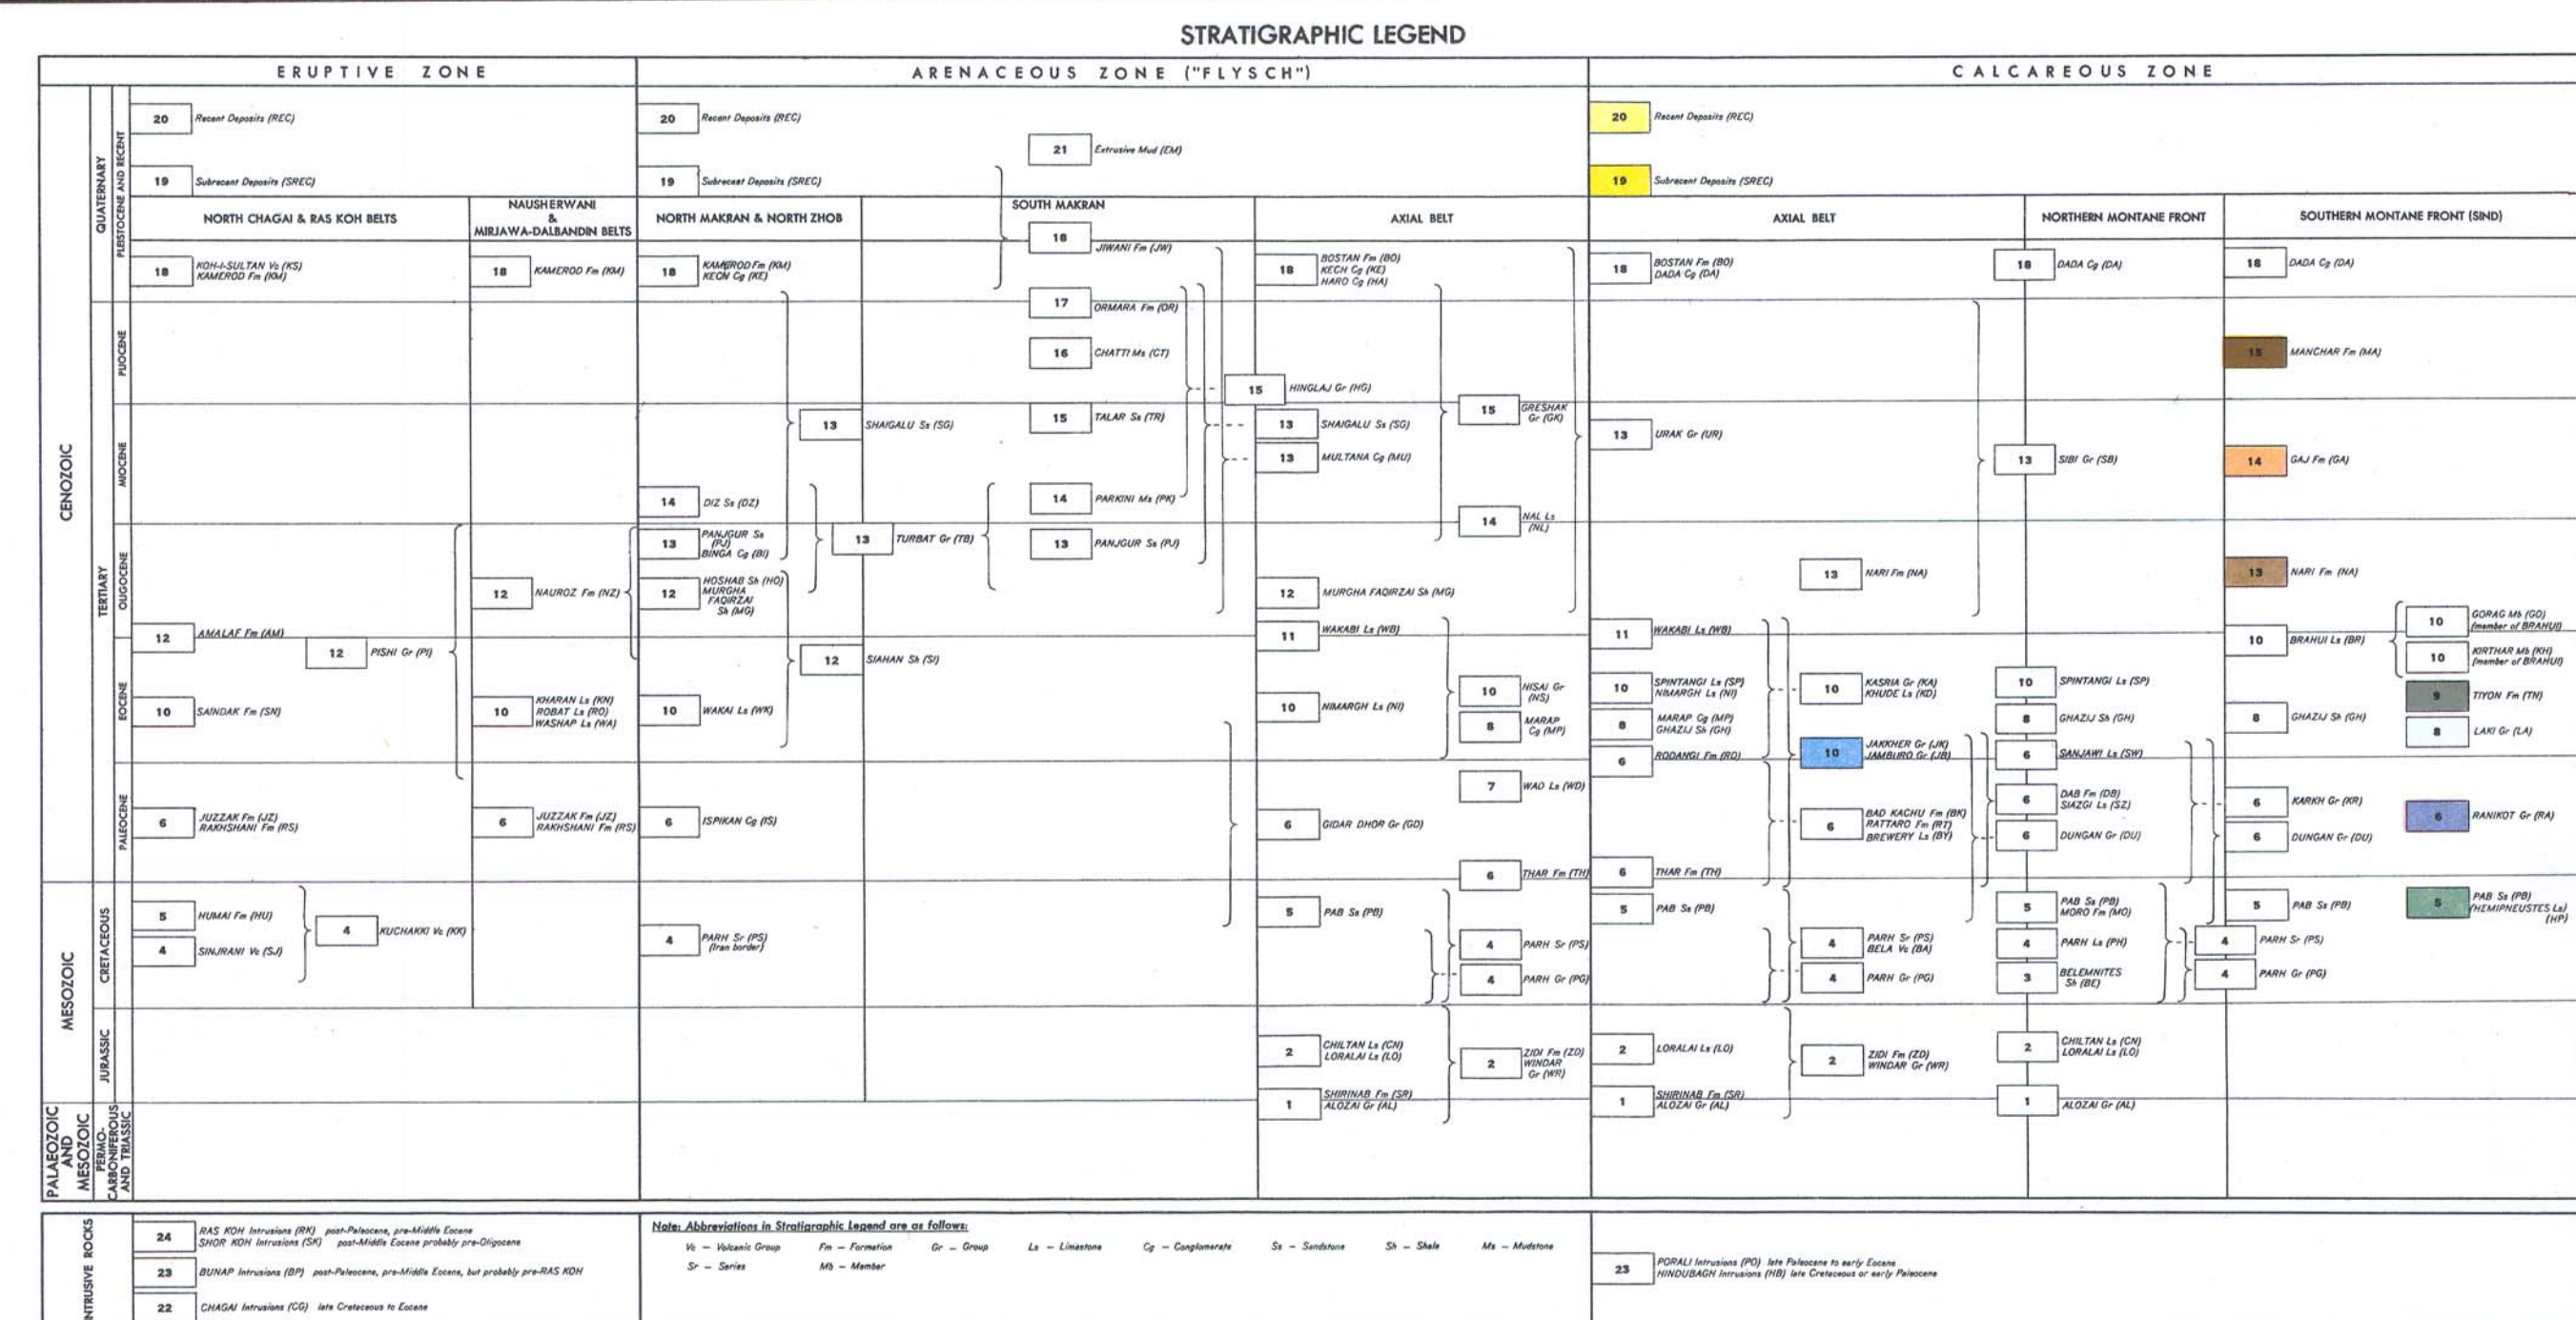 STRATIGRAPHIC LEGEND
ERUPTIVE ZONE
ARENACEOUS ZONE ("FLYSCH")
CALCAREOUS ZONE
CENOZOIC
MESOZOIC
PALAEOZOIC
AND
MESOZOIC
QUATERNARY
TERTIARY
CRETACEOUS
JURASSIC
PERMO-
CARBONIFEROUS
AND TRIASSIC
PLEISTOCENE AND RECENT
PLIOCENE
MIOCENE
OLIGOCENE
EOCENE
PALEOCENE
20 Recent Deposits (REC)
19 Subrecent Deposits (SREC)
NORTH CHAGAI & RAS KOH BELTS
18 KOH-I-SULTAN Vc (KS)
KAMEROD Fm (KM)
12 AMALAF Fm (AM)
12 PISHI Gr (PI)
10 SAINDAK Fm (SN)
6 JUZZAK Fm (JZ)
RAKHSHANI Fm (RS)
5 HUMAI Fm (HU)
4 SINJRANI Vc (SJ)
4 KUCHAKKI Vc (KK)
NAUSHERWANI
&
MIRJAWA-DALBANDIN BELTS
18 KAMEROD Fm (KM)
12 NAUROZ Fm (NZ)
10 KHARAN Ls (KN)
ROBAT Ls (RO)
WASHAP Ls (WA)
6 JUZZAK Fm (JZ)
RAKHSHANI Fm (RS)
20 Recent Deposits (REC)
19 Subrecent Deposits (SREC)
21 Extrusive Mud (EM)
NORTH MAKRAN & NORTH ZHOB
18 KAMEROD Fm (KM)
KECH Cg (KE)
13 SHAIGALU Ss (SG)
14 DIZ Ss (DZ)
13 PANJGUR Ss
(PJ)
BINGA Cg (BI)
13 TURBAT Gr (TB)
12 HOSHAB Sh (HO)
MURGHA
FAQIRZAI
Sh (MG)
12 SIAHAN Sh (SI)
10 WAKAI Ls (WK)
6 ISPIKAN Cg (IS)
4 PARH Sr (PS)
(Iran border)
SOUTH MAKRAN
18 JIWANI Fm (JW)
17 ORMARA Fm (OR)
16 CHATTI Ms (CT)
15 TALAR Ss (TR)
14 PARKINI Ms (PK)
13 PANJGUR Ss (PJ)
AXIAL BELT
18 BOSTAN Fm (BO)
KECH Cg (KE)
HARO Cg (HA)
15 HINGLAJ Gr (HG)
13 SHAIGALU Ss (SG)
13 MULTANA Cg (MU)
15 GRESHAK
Gr (GK)
14 NAL Ls
(NL)
12 MURGHA FAQIRZAI Sh (MG)
11 WAKABI Ls (WB)
10 NIMARGH Ls (NI)
10 NISAI Gr
(NS)
8 MARAP
Cg (MP)
7 WAD Ls (WD)
6 GIDAR DHOR Gr (GD)
6 THAR Fm (TH)
5 PAB Ss (PB)
4 PARH Sr (PS)
4 PARH Gr (PG)
2 CHILTAN Ls (CN)
LORALAI Ls (LO)
1 SHIRINAB Fm (SR)
ALOZAI Gr (AL)
2 ZIDI Fm (ZD)
WINDAR
Gr (WR)
20 Recent Deposits (REC)
19 Subrecent Deposits (SREC)
AXIAL BELT
18 BOSTAN Fm (BO)
DADA Cg (DA)
13 URAK Gr (UR)
13 NARI Fm (NA)
11 WAKABI Ls (WB)
10 SPINTANGI Ls (SP)
NIMARGH Ls (NI)
8 MARAP Cg (MP)
GHAZIJ Sh (GH)
6 RODANGI Fm (RD)
10 KASRIA Gr (KA)
KHUDE Ls (KD)
10 JAKKHER Gr (JK)
JAMBURO Gr (JB)
6 BAD KACHU Fm (BK)
RATTARO Fm (RT)
BREWERY Ls (BY)
6 THAR Fm (TH)
5 PAB Ss (PB)
4 PARH Sr (PS)
BELA Vc (BA)
4 PARH Gr (PG)
2 LORALAI Ls (LO)
1 SHIRINAB Fm (SR)
ALOZAI Gr (AL)
2 ZIDI Fm (ZD)
WINDAR Gr (WR)
NORTHERN MONTANE FRONT
18 DADA Cg (DA)
13 SIBI Gr (SB)
10 SPINTANGI Ls (SP)
8 GHAZIJ Sh (GH)
6 SANJAWI Ls (SW)
6 DAB Fm (DB)
SIAZGI Ls (SZ)
6 DUNGAN Gr (DU)
5 PAB Ss (PB)
MORO Fm (MO)
4 PARH Ls (PH)
3 BELEMNITES
Sh (BE)
2 CHILTAN Ls (CN)
LORALAI Ls (LO)
1 ALOZAI Gr (AL)
SOUTHERN MONTANE FRONT (SIND)
18 DADA Cg (DA)
15 MANCHAR Fm (MA)
14 GAJ Fm (GA)
13 NARI Fm (NA)
10 BRAHUI Ls (BR)
10 GORAG Mb (GO)
(member of BRAHUI)
10 KIRTHAR Mb (KH)
(member of BRAHUI)
9 TIYON Fm (TN)
8 GHAZIJ Sh (GH)
8 LAKI Gr (LA)
6 KARKH Gr (KR)
6 DUNGAN Gr (DU)
6 RANIKOT Gr (RA)
5 PAB Ss (PB)
5 PAB Ss (PB)
(HEMIPNEUSTES Ls)
(HP)
4 PARH Sr (PS)
4 PARH Gr (PG)
INTRUSIVE ROCKS
24 RAS KOH Intrusions (RK) post-Paleocene, pre-Middle Eocene
SHOR KOH Intrusions (SK) post-Middle Eocene probably pre-Oligocene
23 BUNAP Intrusions (BP) post-Paleocene, pre-Middle Eocene, but probably pre-RAS KOH
22 CHAGAI Intrusions (CG) late Cretaceous to Eocene
Note: Abbreviations in Stratigraphic Legend are as follows:
Vc – Volcanic Group Fm – Formation Gr – Group Ls – Limestone Cg – Conglomerate Ss – Sandstone Sh – Shale Ms – Mudstone
Sr – Series Mb – Member
23 PORALI Intrusions (PO) late Paleocene to early Eocene
HINDUBAGH Intrusions (HB) late Cretaceous or early Paleocene